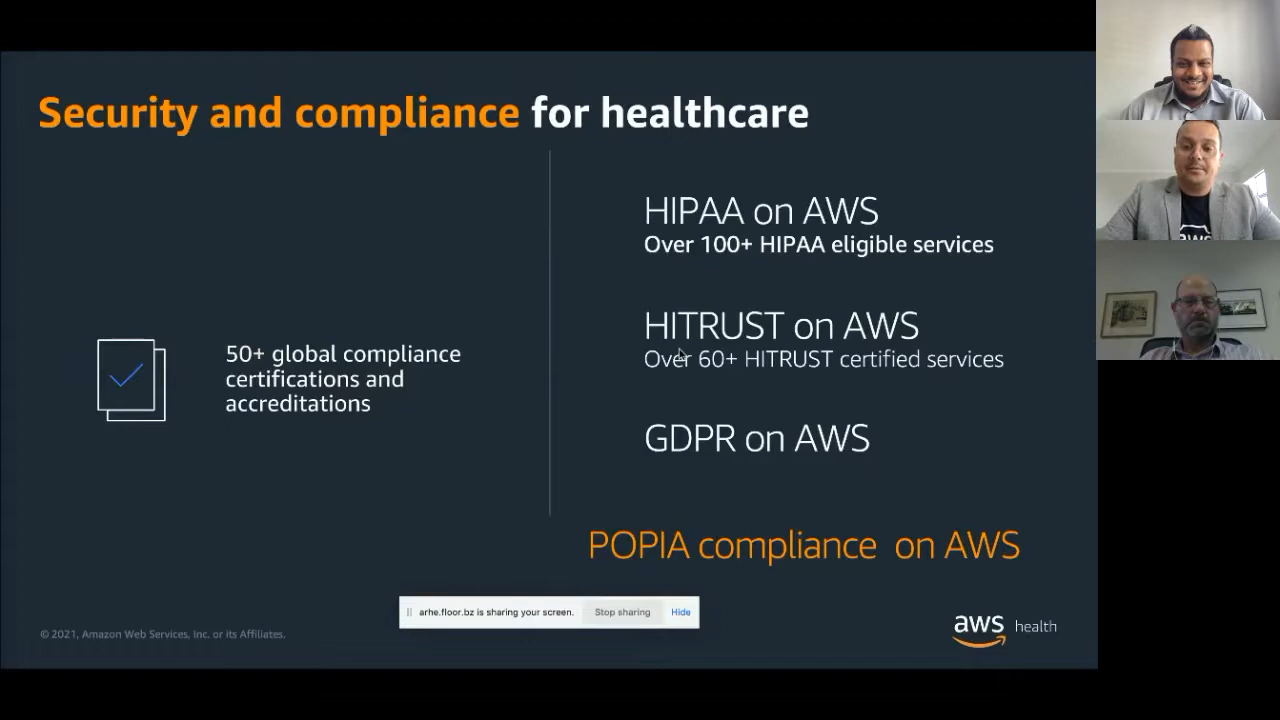 Security and compliance for healthcare
50+ global compliance
certifications and
accreditations
HIPAA on AWS
Over 100+ HIPAA eligible services
HITRUST on AWS
Over 60+ HITRUST certified services
GDPR on AWS
POPIA compliance on AWS
arhe.floor.bz is sharing your screen. Stop sharing Hide
© 2021, Amazon Web Services, Inc. or its Affiliates.
aws health
aws